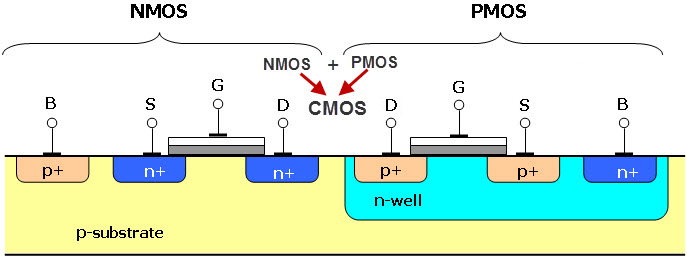 NMOS PMOS
NMOS + PMOS
CMOS
B S G D D G S B
p+ n+ n+ p+ p+ n+
n-well
p-substrate